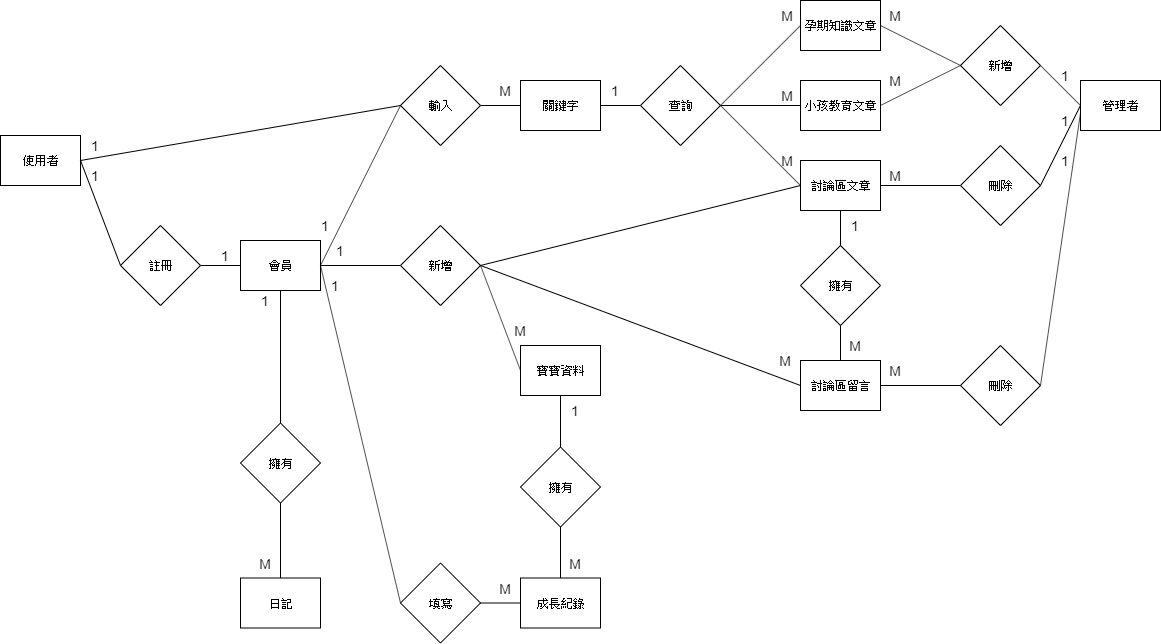 M
孕期知識文章
M
輸入
M
關鍵字
1
查詢
M
小孩教育文章
M
新增
1
管理者
使用者
1
1
M
討論區文章
M
刪除
1
1
註冊
1
會員
1
1
1
1
新增
1
擁有
M
M
寶寶資料
1
M
討論區留言
M
刪除
擁有
擁有
M
日記
填寫
M
成長紀錄
M